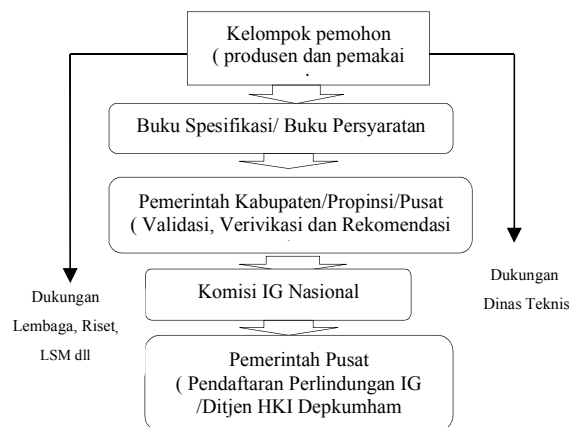 Kelompok pemohon
( produsen dan pemakai
Buku Spesifikasi/ Buku Persyaratan
Pemerintah Kabupaten/Propinsi/Pusat
( Validasi, Verivikasi dan Rekomendasi
Komisi IG Nasional
Dukungan
Lembaga, Riset,
LSM dll
Dukungan
Dinas Teknis
Pemerintah Pusat
( Pendaftaran Perlindungan IG
/Ditjen HKI Depkumham